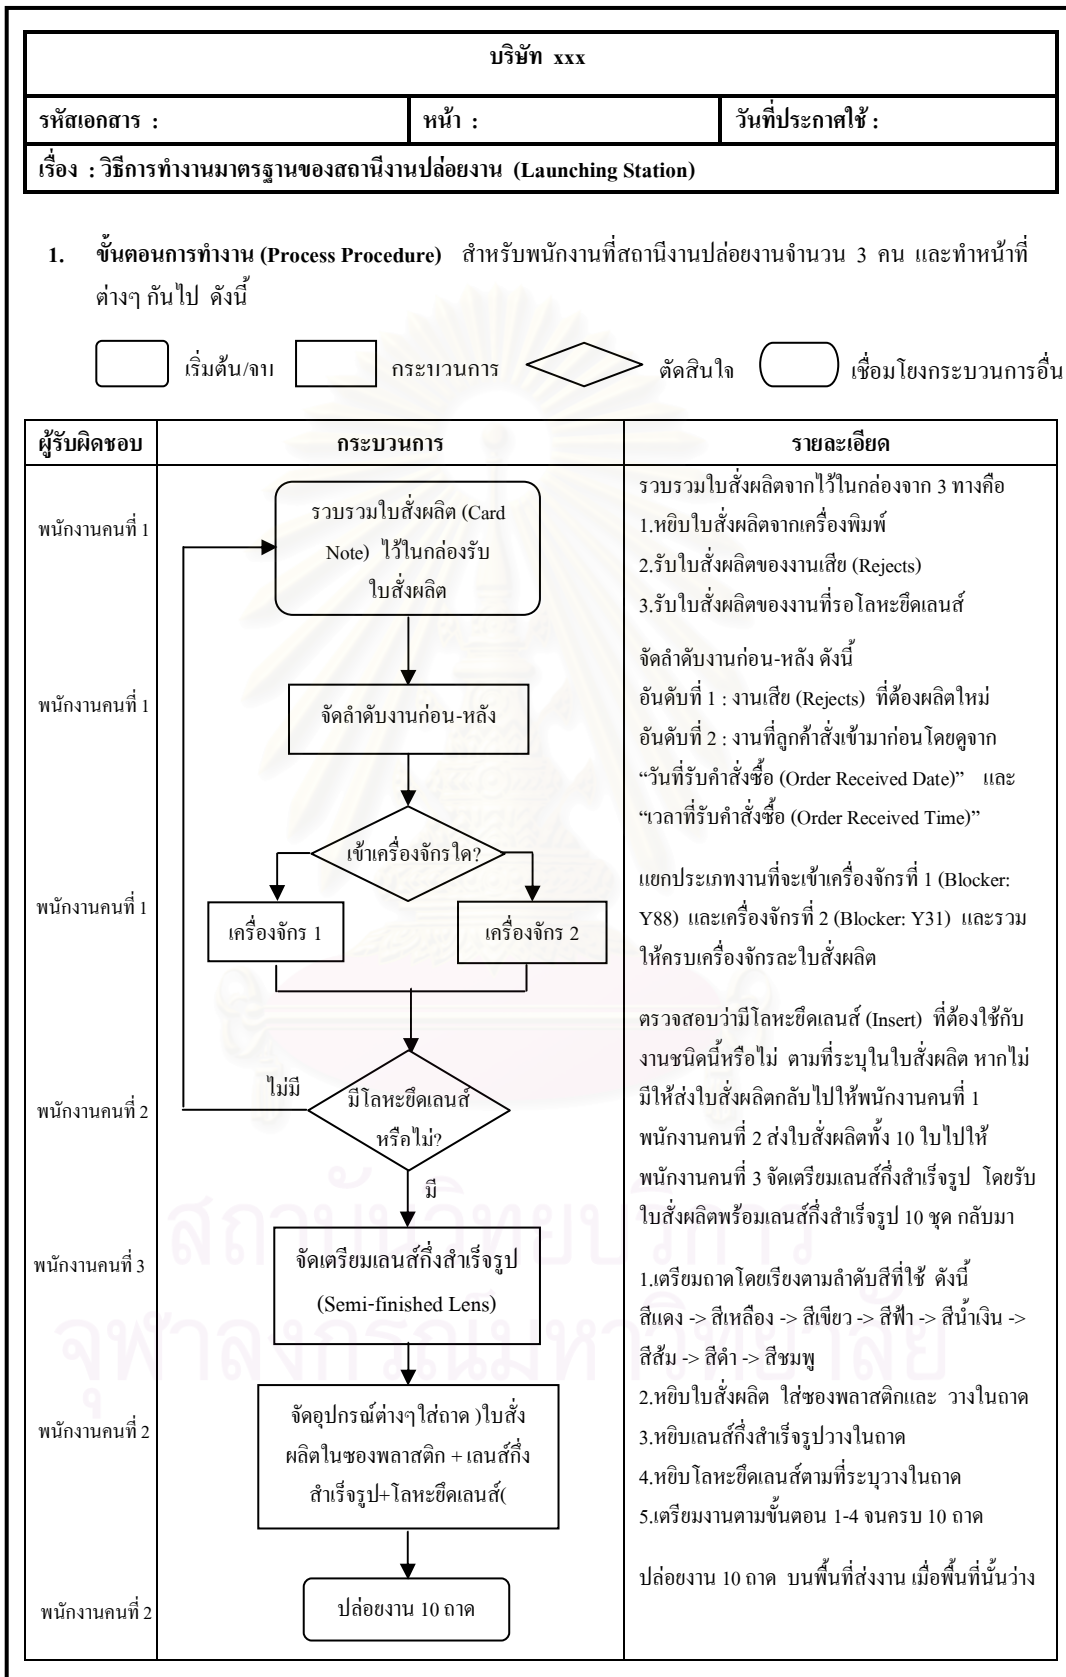 บริษัท xxx
รหัสเอกสาร :
หน้า :
วันที่ประกาศใช้ :
เรื่อง : วิธีการทำงานมาตรฐานของสถานีงานปล่อยงาน (Launching Station)
1. ขั้นตอนการทำงาน (Process Procedure) สำหรับพนักงานที่สถานีงานปล่อยงานจำนวน 3 คน และทำหน้าที่
ต่างๆ กันไป ดังนี้
เริ่มต้น/จบ
กระบวนการ
ตัดสินใจ
เชื่อมโยงกระบวนการอื่น
ผู้รับผิดชอบ
กระบวนการ
รายละเอียด
พนักงานคนที่ 1
รวบรวมใบสั่งผลิต (Card
Note) ไว้ในกล่องรับ
ใบสั่งผลิต
รวบรวมใบสั่งผลิตจากไว้ในกล่องจาก 3 ทางคือ
1.หยิบใบสั่งผลิตจากเครื่องพิมพ์
2.รับใบสั่งผลิตของงานเสีย (Rejects)
3.รับใบสั่งผลิตของงานที่รอโลหะยึดเลนส์
พนักงานคนที่ 1
จัดลำดับงานก่อน-หลัง
จัดลำดับงานก่อน-หลัง ดังนี้
อันดับที่ 1 : งานเสีย (Rejects) ที่ต้องผลิตใหม่
อันดับที่ 2 : งานที่ลูกค้าสั่งเข้ามาก่อนโดยดูจาก
“วันที่รับคำสั่งซื้อ (Order Received Date)” และ
“เวลาที่รับคำสั่งซื้อ (Order Received Time)”
พนักงานคนที่ 1
เข้าเครื่องจักรใด?
เครื่องจักร 1
เครื่องจักร 2
แยกประเภทงานที่จะเข้าเครื่องจักรที่ 1 (Blocker:
Y88) และเครื่องจักรที่ 2 (Blocker: Y31) และรวม
ให้ครบเครื่องจักรละใบสั่งผลิต
พนักงานคนที่ 2
ไม่มี
มีโลหะยึดเลนส์
หรือไม่?
มี
ตรวจสอบว่ามีโลหะยึดเลนส์ (Insert) ที่ต้องใช้กับ
งานชนิดนี้หรือไม่ ตามที่ระบุในใบสั่งผลิต หากไม่
มีให้ส่งใบสั่งผลิตกลับไปให้พนักงานคนที่ 1
พนักงานคนที่ 2 ส่งใบสั่งผลิตทั้ง 10 ใบไปให้
พนักงานคนที่ 3 จัดเตรียมเลนส์กึ่งสำเร็จรูป โดยรับ
ใบสั่งผลิตพร้อมเลนส์กึ่งสำเร็จรูป 10 ชุด กลับมา
พนักงานคนที่ 3
จัดเตรียมเลนส์กึ่งสำเร็จรูป
(Semi-finished Lens)
1.เตรียมถาดโดยเรียงตามลำดับสีที่ใช้ ดังนี้
สีแดง -> สีเหลือง -> สีเขียว -> สีฟ้า -> สีน้ำเงิน ->
สีส้ม -> สีดำ -> สีชมพู
2.หยิบใบสั่งผลิต ใส่ซองพลาสติกและ วางในถาด
3.หยิบเลนส์กึ่งสำเร็จรูปวางในถาด
4.หยิบโลหะยึดเลนส์ตามที่ระบุวางในถาด
5.เตรียมงานตามขั้นตอน 1-4 จนครบ 10 ถาด
พนักงานคนที่ 2
จัดอุปกรณ์ต่างๆใส่ถาด )ใบสั่ง
ผลิตในซองพลาสติก + เลนส์กึ่ง
สำเร็จรูป+โลหะยึดเลนส์(
พนักงานคนที่ 2
ปล่อยงาน 10 ถาด
ปล่อยงาน 10 ถาด บนพื้นที่ส่งงาน เมื่อพื้นที่นั้นว่าง
สถาบันวิทยบริการ
จุฬาลงกรณ์มหาวิทยาลัย